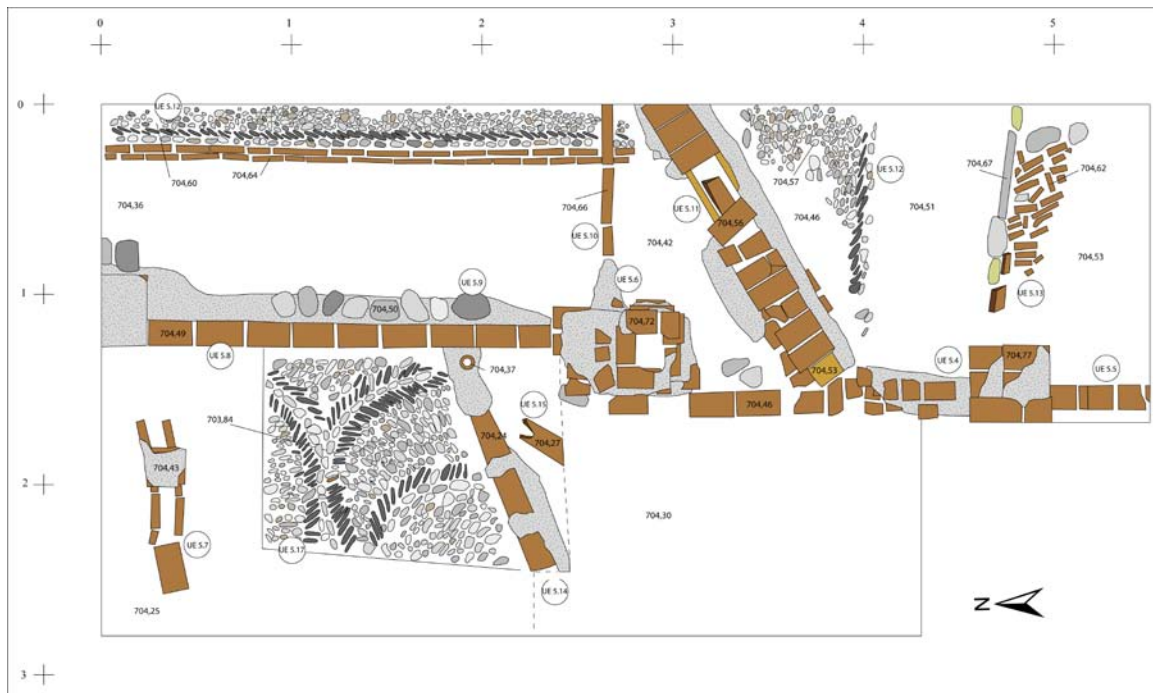 0 1 2 3 4 5
0
UE 5.12
704,60
704,64
704,57
UE 5.12
704,67
704,62
704,36
704,66
UE 5.11
704,56
704,46
704,51
UE 5.10
704,42
704,53
1
UE 5.9
UE 5.6
UE 5.13
704,50
704,49
704,72
UE 5.8
704,37
704,53
UE 5.4
704,77
UE 5.5
703,84
UE 5.15
704,46
704,24
704,27
704,43
2
704,30
UE 5.7
UE 5.17
UE 5.14
704,25
N
3